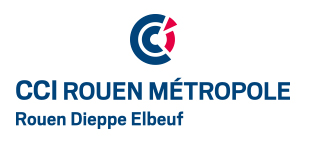 CCI ROUEN MÉTROPOLE
Rouen Dieppe Elbeuf